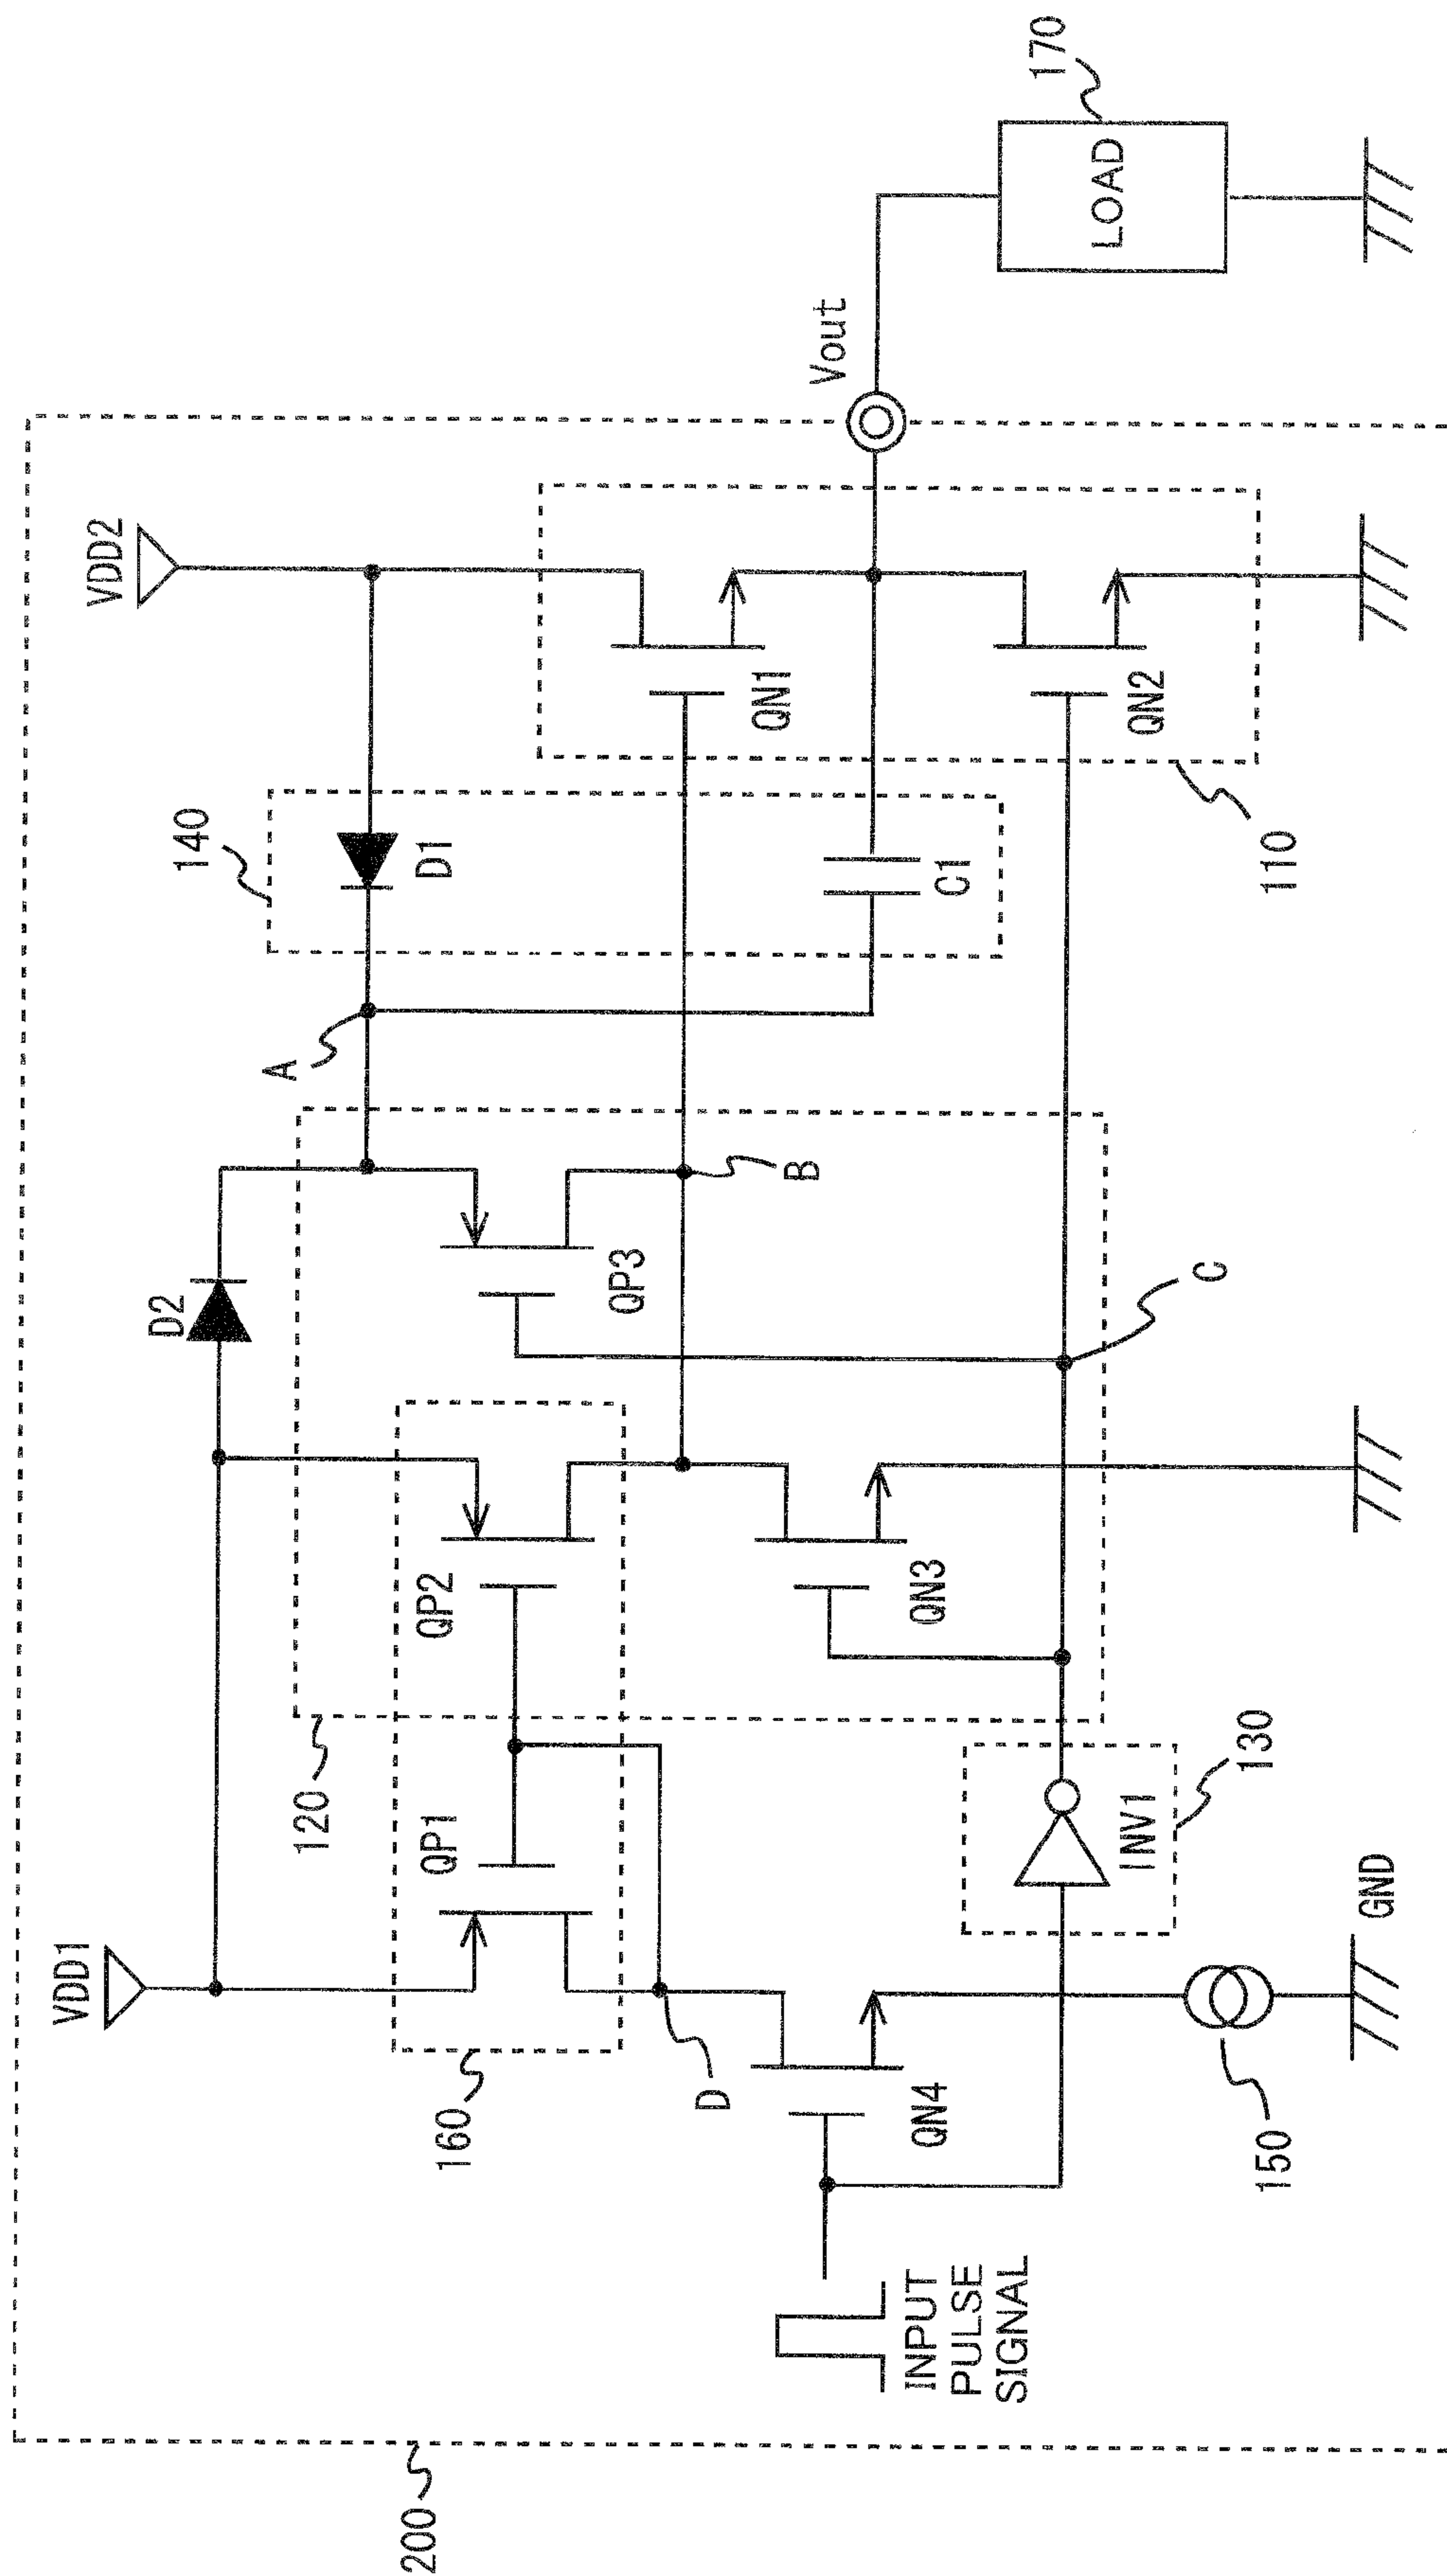 200
VDD1
D2
VDD2
140
D1
A
160
QP1
120
QP2
QP3
B
QN1
Vout
170
LOAD
D
QN4
QN3
C1
QN2
INPUT
PULSE
SIGNAL
INV1
130
C
110
150
GND